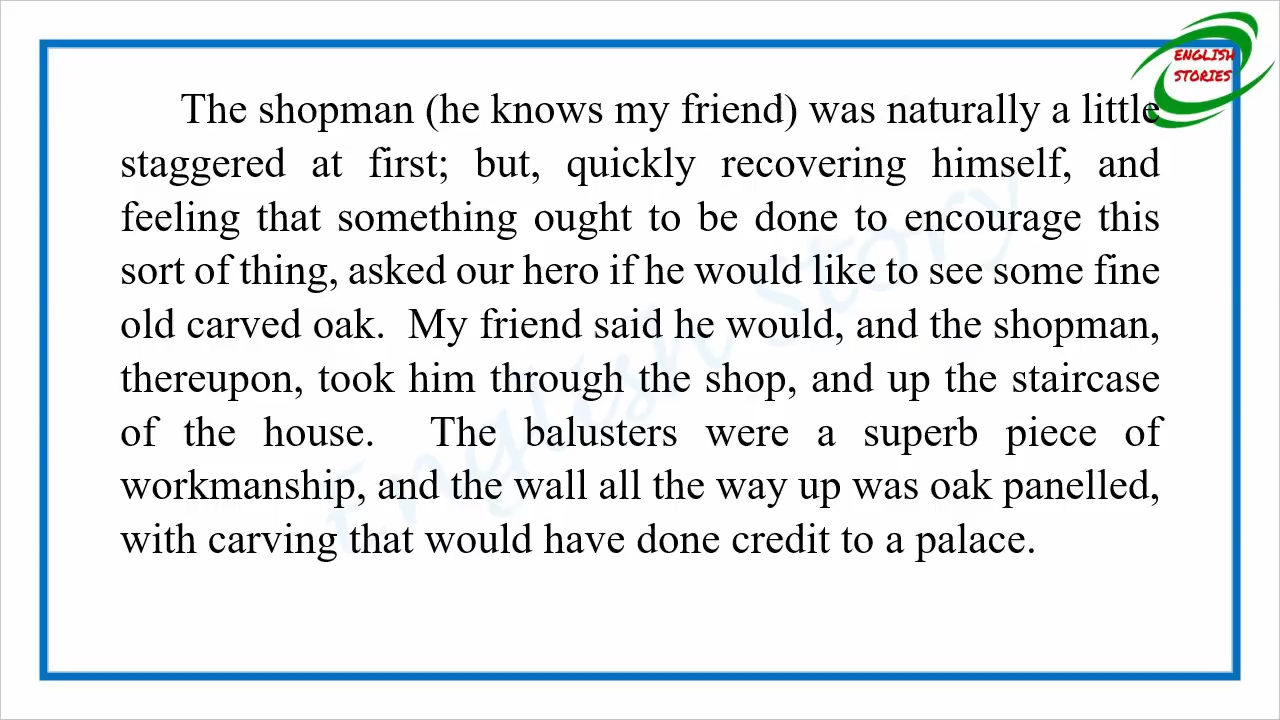 ENGLISH
STORIES
The shopman (he knows my friend) was naturally a little
staggered at first; but, quickly recovering himself, and
feeling that something ought to be done to encourage this
sort of thing, asked our hero if he would like to see some fine
old carved oak. My friend said he would, and the shopman,
thereupon, took him through the shop, and up the staircase
of the house. The balusters were a superb piece of
workmanship, and the wall all the way up was oak panelled,
with carving that would have done credit to a palace.
English Story